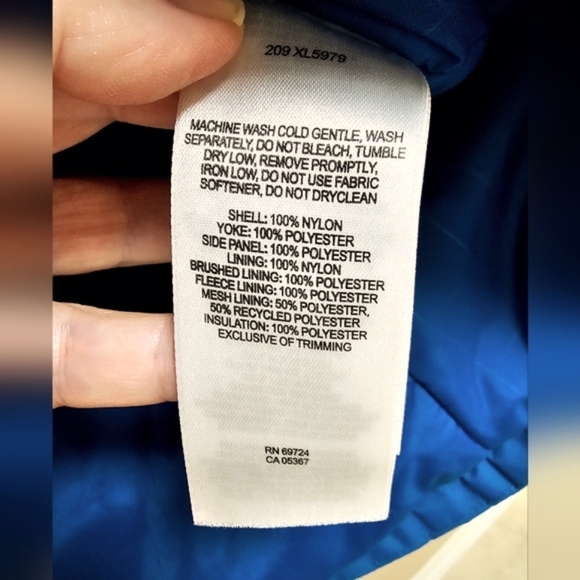 209 XL5979
MACHINE WASH COLD GENTLE, WASH
SEPARATELY, DO NOT BLEACH, TUMBLE
DRY LOW, REMOVE PROMPTLY,
IRON LOW, DO NOT USE FABRIC
SOFTENER, DO NOT DRYCLEAN
SHELL: 100% NYLON
YOKE: 100% POLYESTER
SIDE PANEL: 100% POLYESTER
LINING: 100% NYLON
BRUSHED LINING: 100% POLYESTER
FLEECE LINING: 100% POLYESTER
MESH LINING: 50% POLYESTER,
50% RECYCLED POLYESTER
INSULATION: 100% POLYESTER
EXCLUSIVE OF TRIMMING
RN 69724
CA 05367